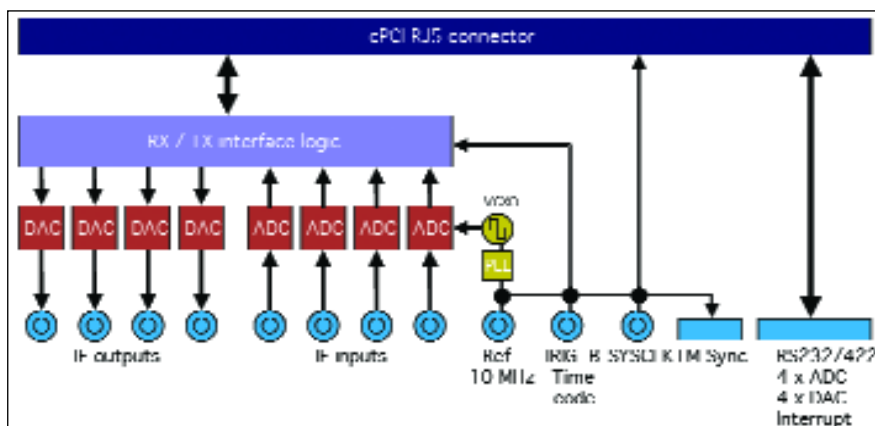 cPCI RJ5 connector
RX / TX interface logic
DAC DAC DAC DAC ADC ADC ADC ADC
VCXO
PLL
IF outputs
IF inputs
Ref
10 MHz
IRIG B
Time
code
SYSCLK
TM Sync.
RS232/422
4 x ADC
4 x DAC
Interrupt